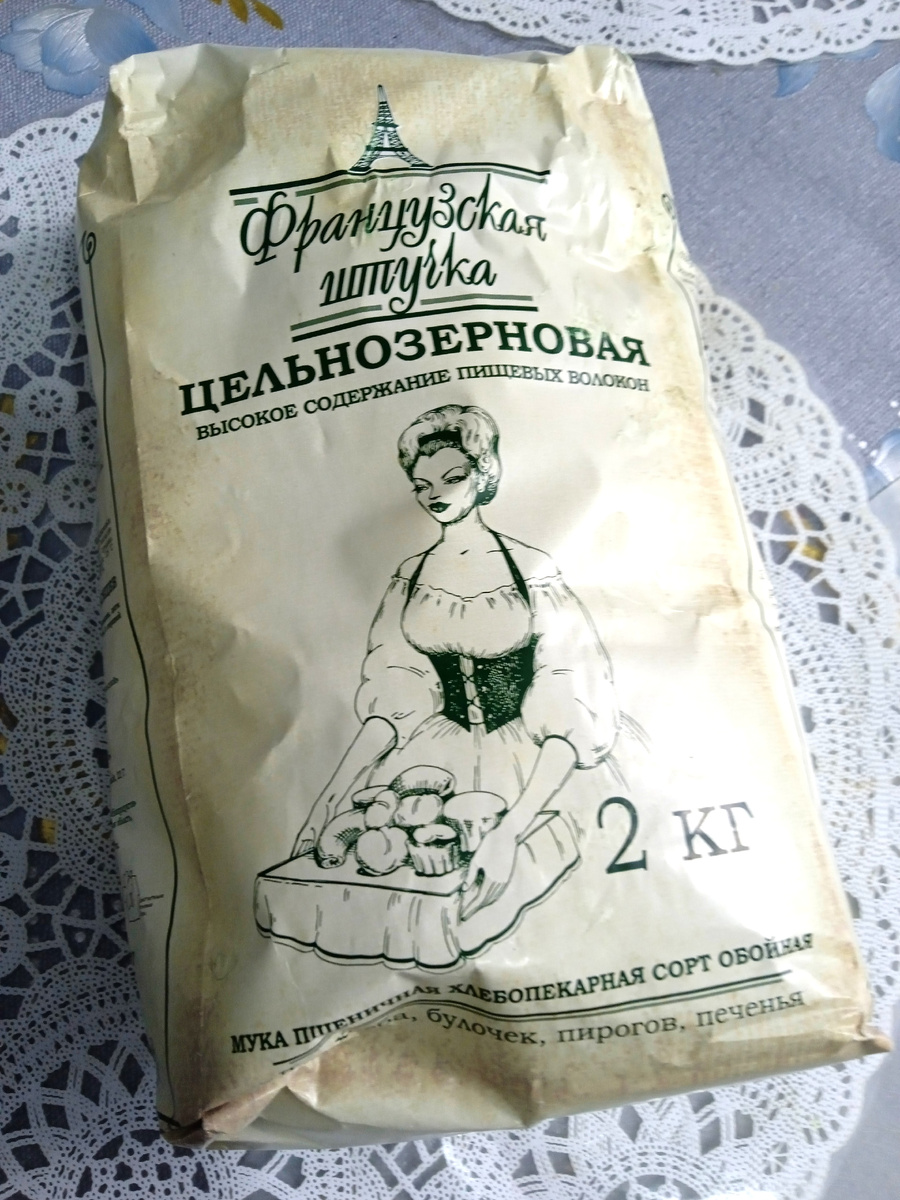 Французская
штучка
ЦЕЛЬНОЗЕРНОВАЯ
ВЫСОКОЕ СОДЕРЖАНИЕ ПИЩЕВЫХ ВОЛОКОН
2 КГ
МУКА ПШЕНИЧНАЯ ХЛЕБОПЕКАРНАЯ СОРТ ОБОЙНАЯ
булочек, пирогов, печенья